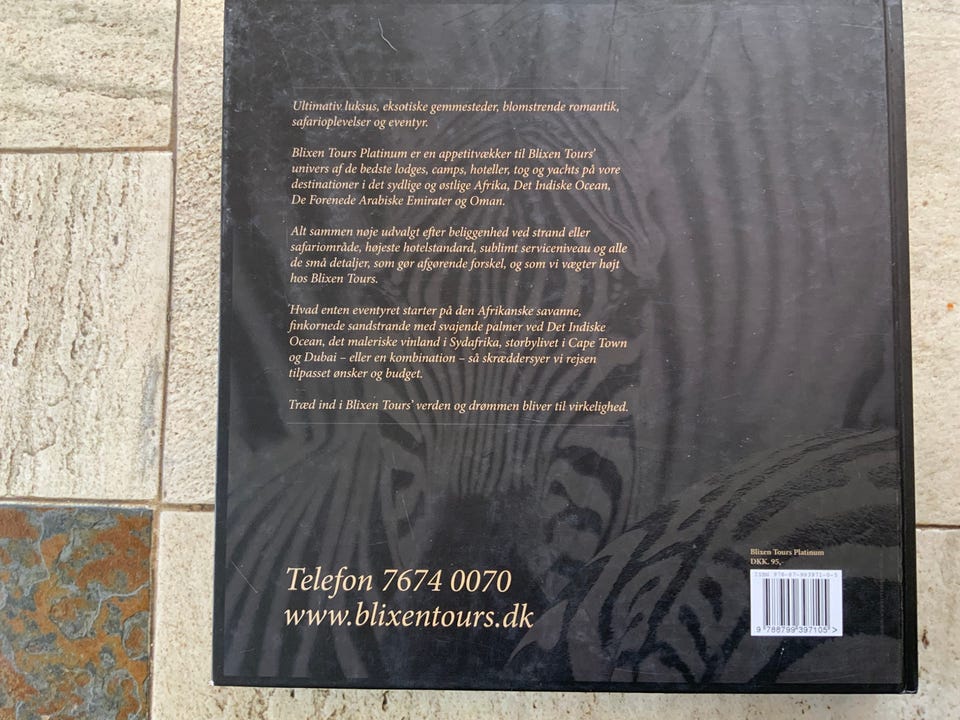 Ultimativ luksus, eksotiske gemmesteder, blomstrende romantik,
safarioplevelser og eventyr.
Blixen Tours Platinum er en appetitvækker til Blixen Tours'
univers af de bedste lodges, camps, hoteller, tog og yachts på vore
destinationer i det sydlige og østlige Afrika, Det Indiske Ocean,
De Forenede Arabiske Emirater og Oman.
Alt sammen nøje udvalgt efter beliggenhed ved strand eller
safariområde, højeste hotelstandard, sublimt serviceniveau og alle
de små detaljer, som gør afgørende forskel, og som vi vægter højt
hos Blixen Tours.
Hvad enten eventyret starter på den Afrikanske savanne,
finkornede sandstrande med svajende palmer ved Det Indiske
Ocean, det maleriske vinland i Sydafrika, storbylivet i Cape Town
og Dubai – eller en kombination – så skræddersyer vi rejsen
tilpasset ønsker og budget.
Træd ind i Blixen Tours' verden og drømmen bliver til virkelighed.
Telefon 7674 0070
www.blixentours.dk
Blixen Tours Platinum
DKK. 95,-
ISBN 978-87-993971-0-5
9 788799 397105 >